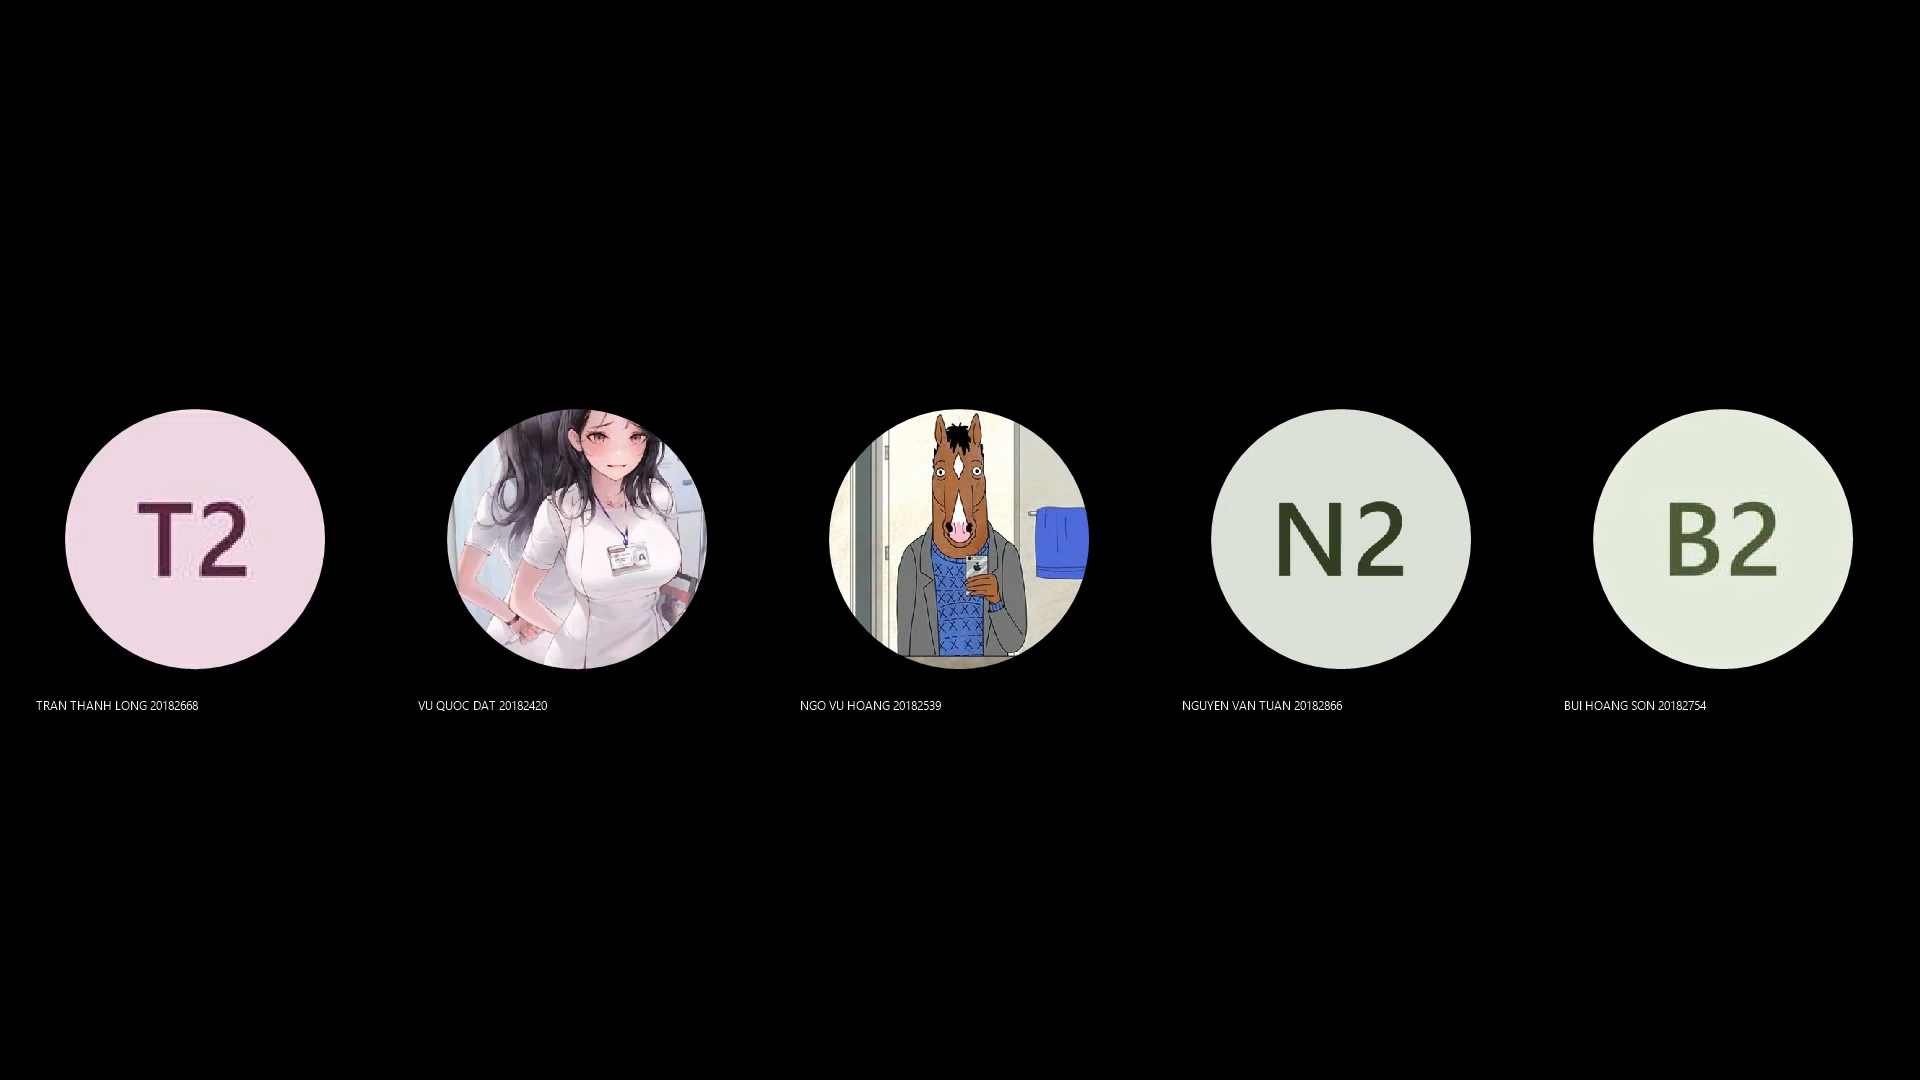 T2
N2
B2
TRAN THANH LONG 20182668
VU QUOC DAT 20182420
NGO VU HOANG 20182539
NGUYEN VAN TUAN 20182866
BUI HOANG SON 20182754